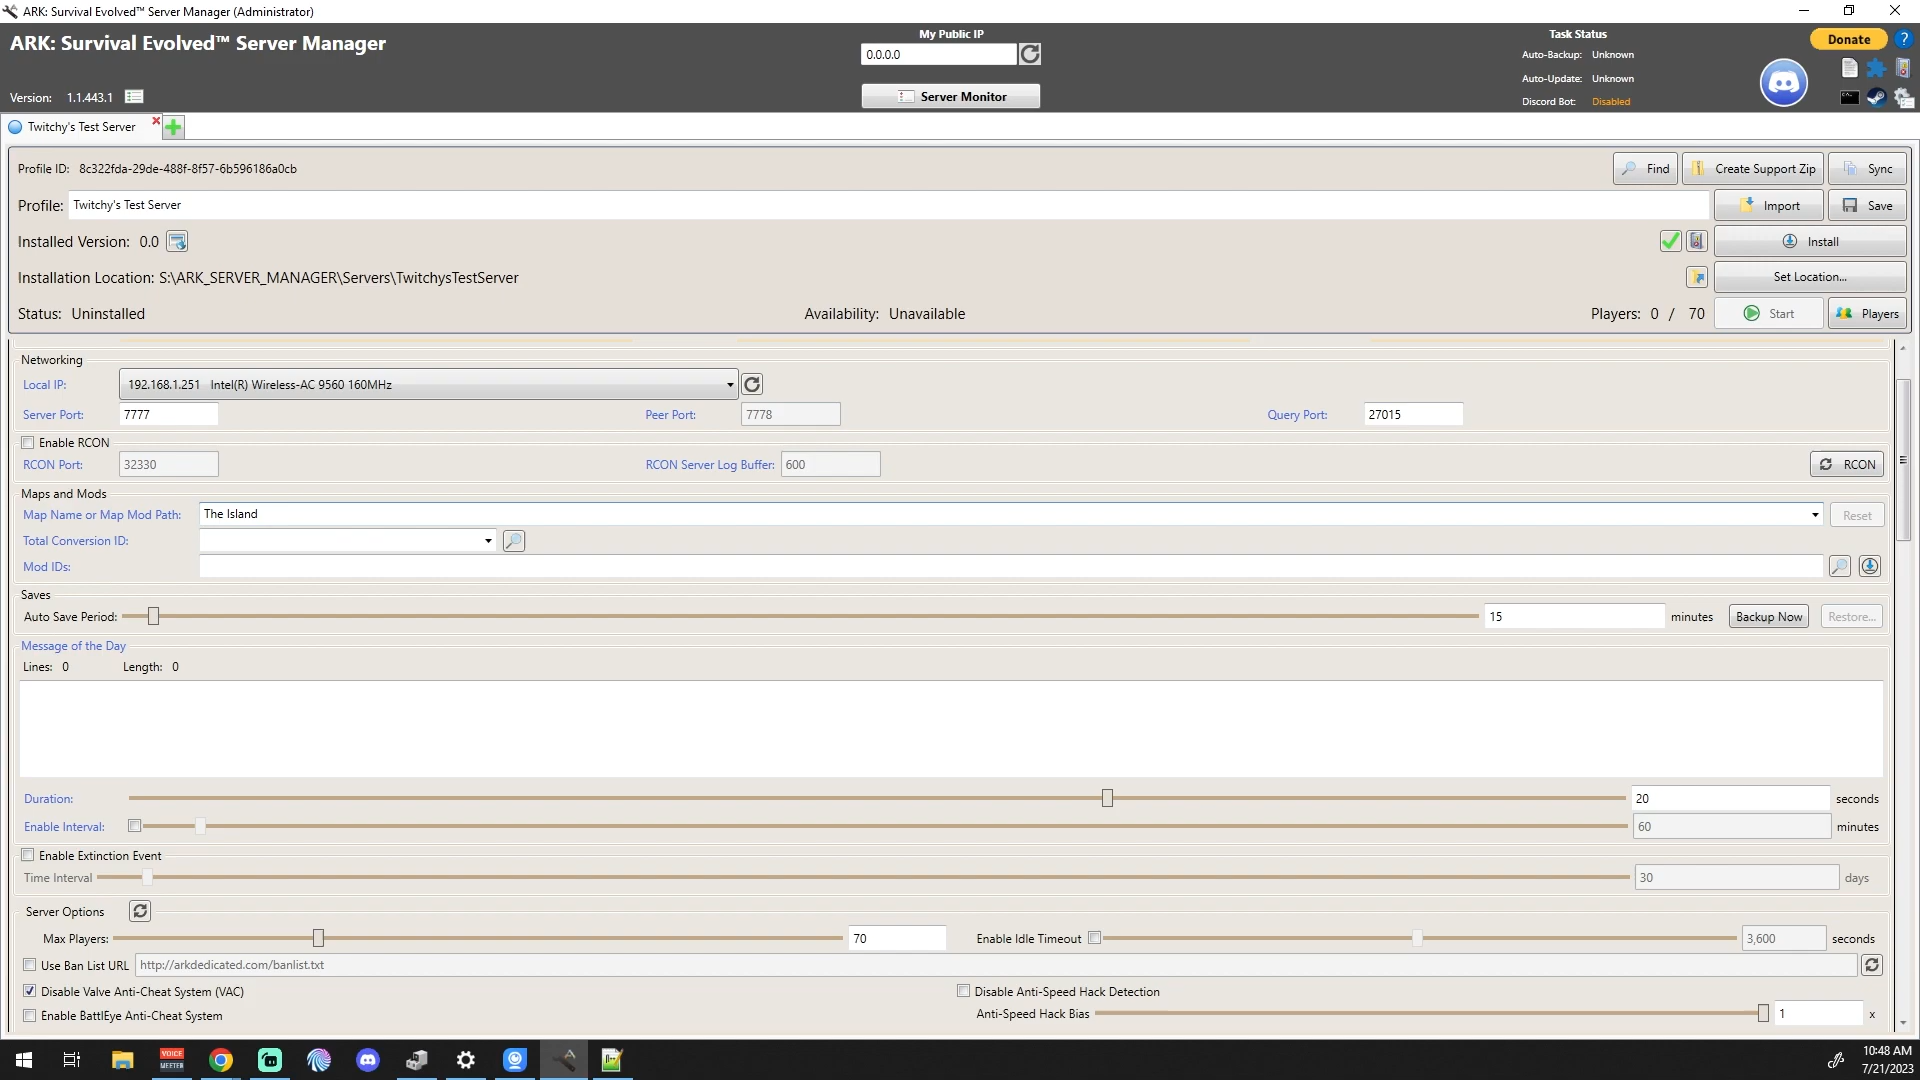 ARK: Survival Evolved™ Server Manager (Administrator)
ARK: Survival Evolved™ Server Manager
My Public IP
0.0.0.0
Server Monitor
Task Status
Auto-Backup: Unknown
Auto-Update: Unknown
Discord Bot: Disabled
Donate
?
Version: 1.1.443.1
Twitchy's Test Server
Profile ID: 8c322fda-29de-488f-8f57-6b596186a0cb
Find
Create Support Zip
Sync
Profile: Twitchy's Test Server
Import
Save
Installed Version: 0.0
Install
Installation Location: S:\ARK_SERVER_MANAGER\Servers\TwitchysTestServer
Set Location...
Status: Uninstalled
Availability: Unavailable
Players: 0 / 70
Start
Players
Networking
Local IP: 192.168.1.251 Intel(R) Wireless-AC 9560 160MHz
Server Port: 7777
Peer Port: 7778
Query Port: 27015
Enable RCON
RCON Port: 32330
RCON Server Log Buffer: 600
RCON
Maps and Mods
Map Name or Map Mod Path: The Island
Reset
Total Conversion ID:
Mod IDs:
Saves
Auto Save Period: 15 minutes
Backup Now
Restore...
Message of the Day
Lines: 0 Length: 0
Duration: 20 seconds
Enable Interval: 60 minutes
Enable Extinction Event
Time Interval 30 days
Server Options
Max Players: 70
Enable Idle Timeout 3,600 seconds
Use Ban List URL http://arkdedicated.com/banlist.txt
Disable Valve Anti-Cheat System (VAC)
Disable Anti-Speed Hack Detection
Enable BattlEye Anti-Cheat System
Anti-Speed Hack Bias 1 x
VOICE
MEETER
10:48 AM
7/21/2023